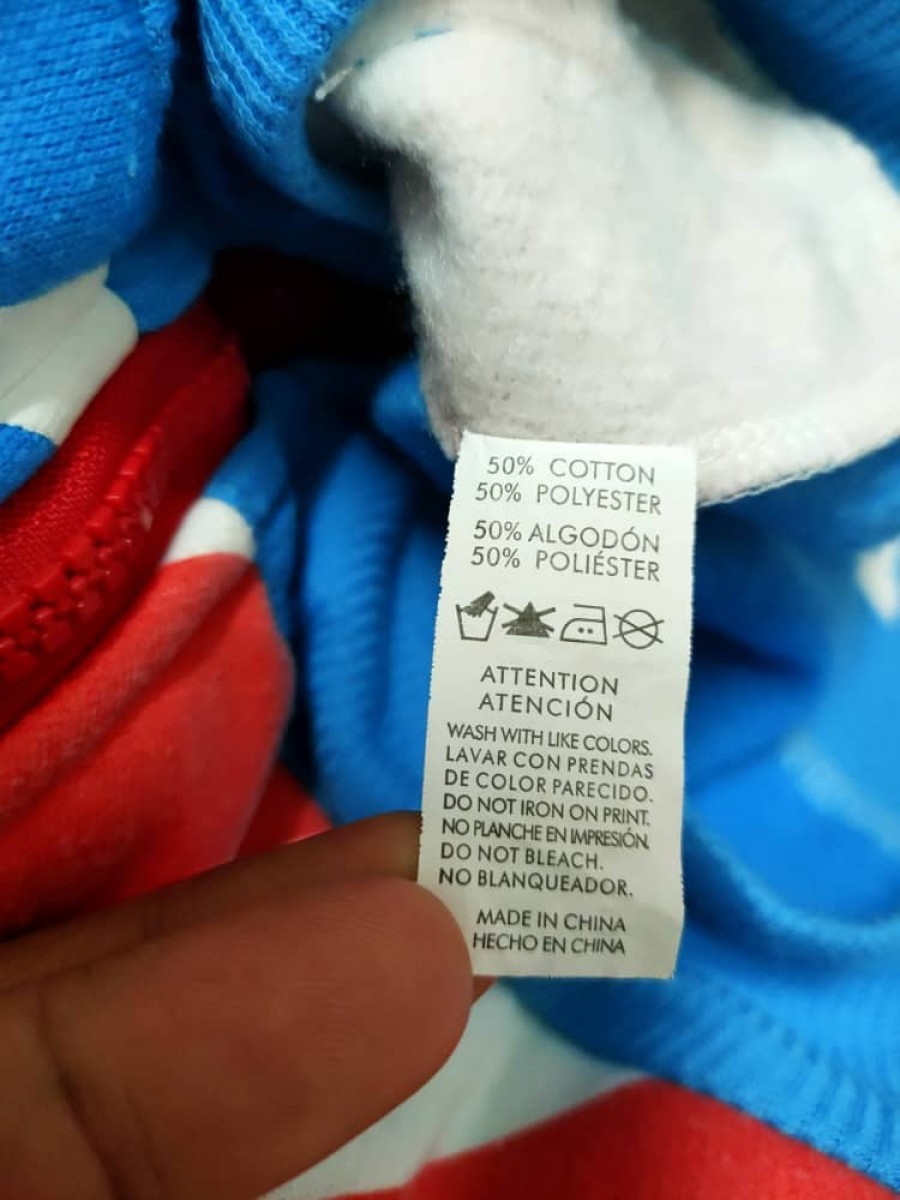 50% COTTON
50% POLYESTER
50% ALGODÓN
50% POLIÉSTER
ATTENTION
ATENCIÓN
WASH WITH LIKE COLORS.
LAVAR CON PRENDAS
DE COLOR PARECIDO.
DO NOT IRON ON PRINT.
NO PLANCHE EN IMPRESIÓN.
DO NOT BLEACH.
NO BLANQUEADOR.
MADE IN CHINA
HECHO EN CHINA